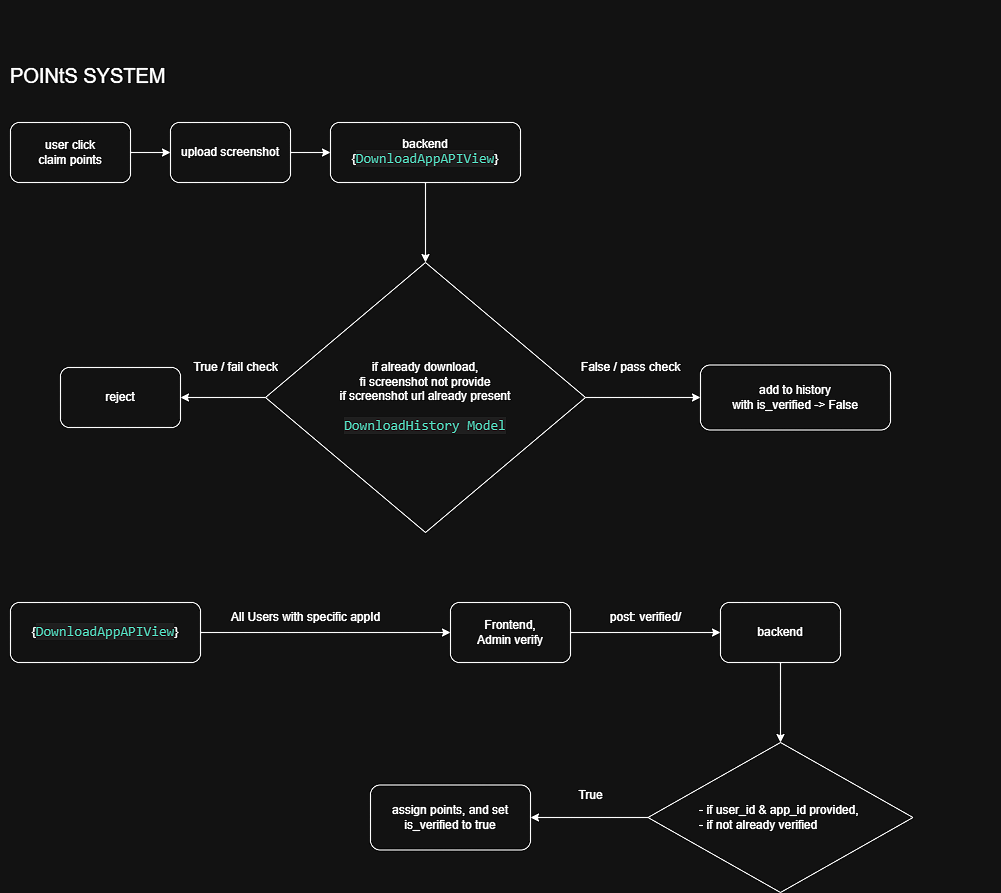 POINtS SYSTEM
user click
claim points
upload screenshot
backend
{DownloadAppAPIView}
if already download,
fi screenshot not provide
if screenshot url already present
DownloadHistory Model
True / fail check
reject
False / pass check
add to history
with is_verified -> False
{DownloadAppAPIView}
All Users with specific appId
Frontend,
Admin verify
post: verified/
backend
- if user_id & app_id provided,
- if not already verified
True
assign points, and set
is_verified to true